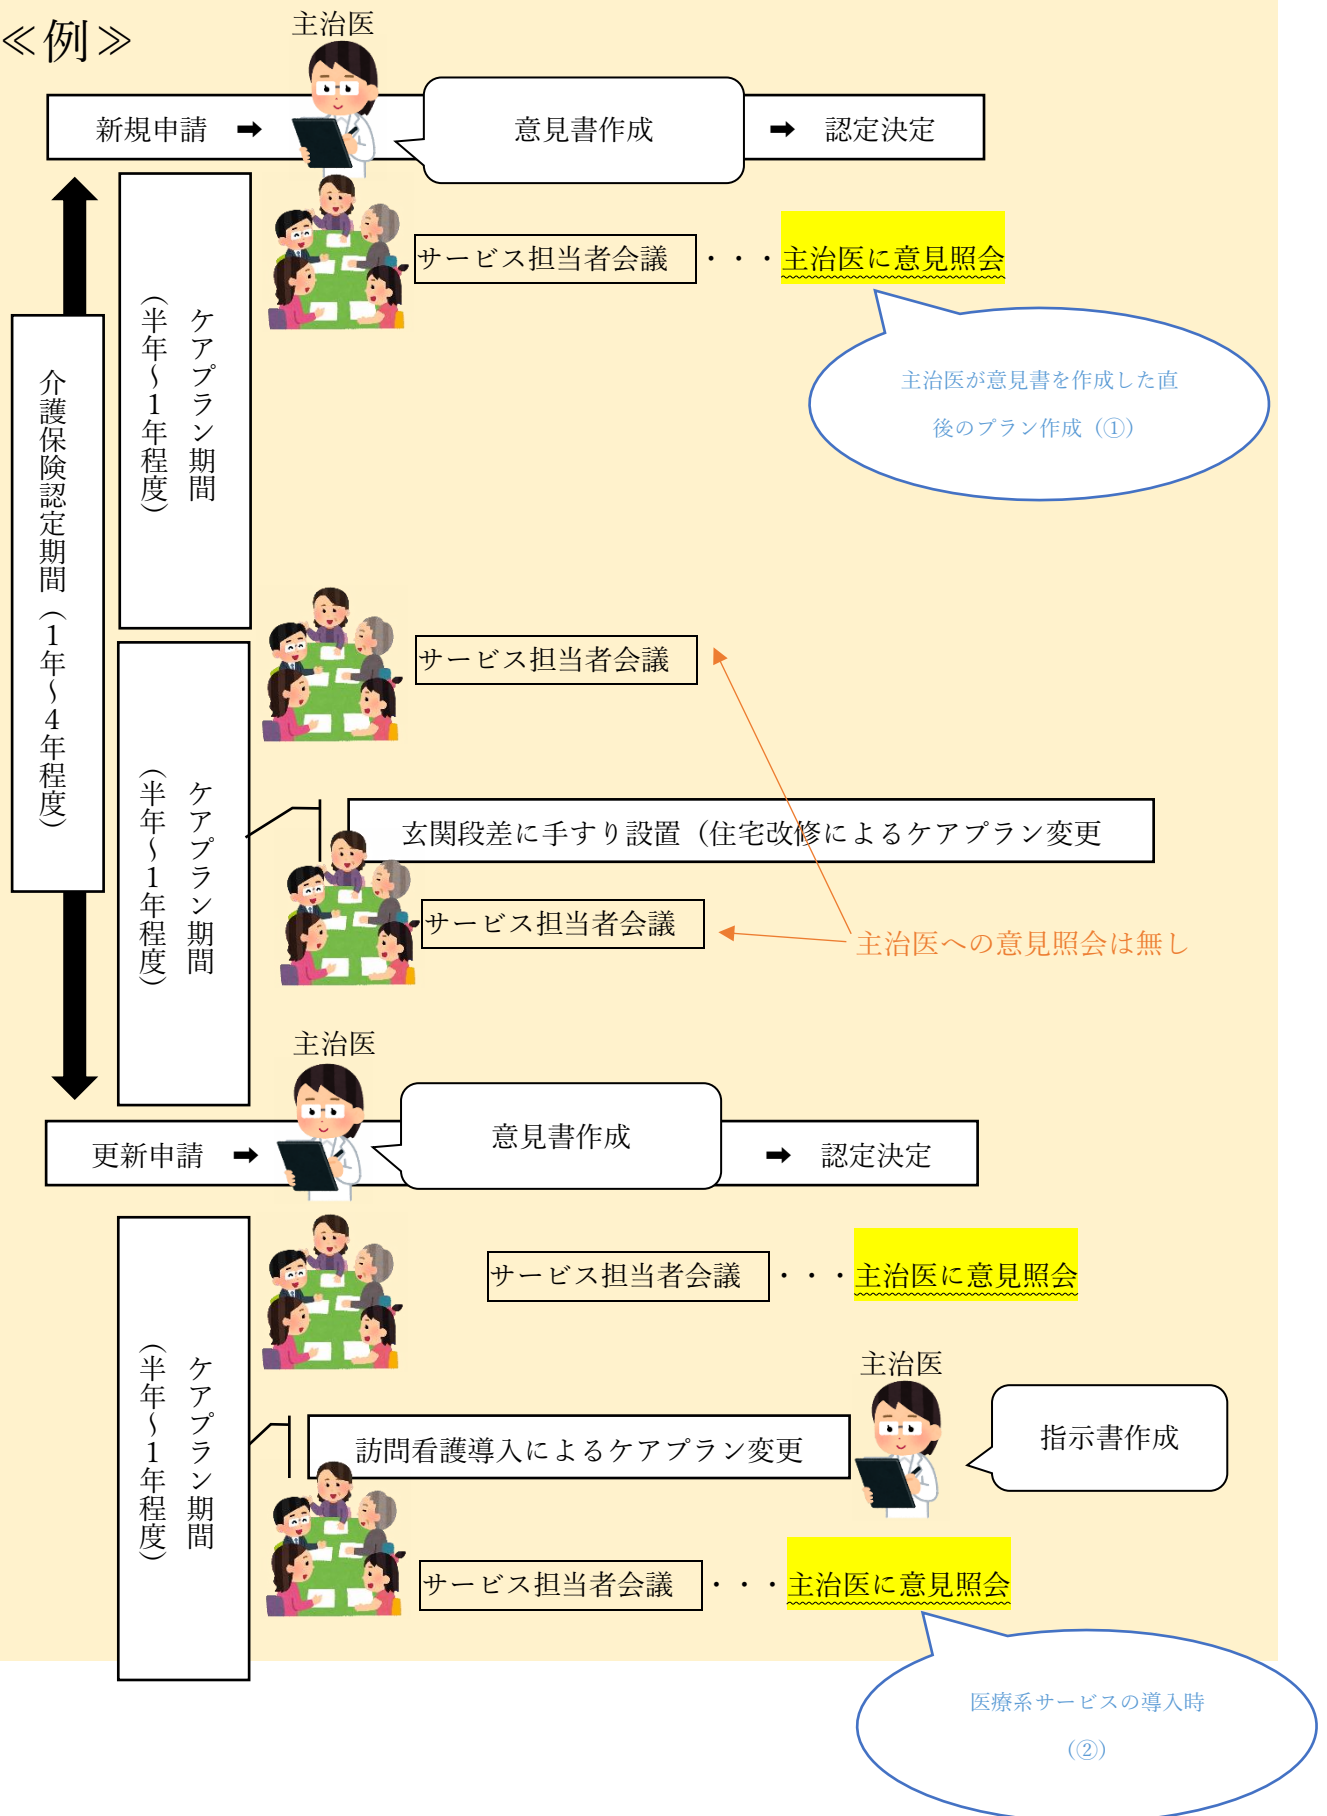 ≪例≫
主治医
新規申請 ➡ 意見書作成 ➡ 認定決定
介護保険認定期間（１年～４年程度）
ケアプラン期間
（半年～１年程度）
サービス担当者会議 ・・・主治医に意見照会
主治医が意見書を作成した直
後のプラン作成（①）
ケアプラン期間
（半年～１年程度）
サービス担当者会議
玄関段差に手すり設置（住宅改修によるケアプラン変更
サービス担当者会議
主治医への意見照会は無し
主治医
更新申請 ➡ 意見書作成 ➡ 認定決定
ケアプラン期間
（半年～１年程度）
サービス担当者会議 ・・・主治医に意見照会
主治医
訪問看護導入によるケアプラン変更
指示書作成
サービス担当者会議 ・・・主治医に意見照会
医療系サービスの導入時
（②）